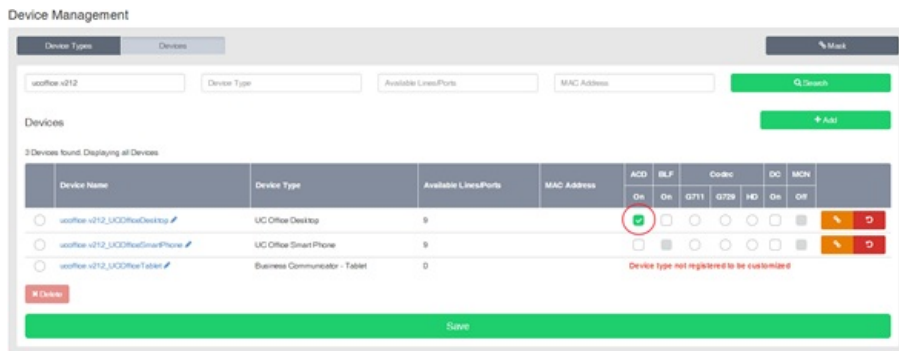 Device Management
Device Types Devices Mask
ucoffice.v212 Device Type Available Lines/Ports MAC Address Search
Devices + Add
3 Devices found. Displaying all Devices.
ACD BLF Codec DC MCN
Device Name Device Type Available Lines/Ports MAC Address
On On G711 G729 HD On Off
ucoffice.v212_UCOfficeDesktop UC Office Desktop 9
ucoffice.v212_UCOfficeSmartPhone UC Office Smart Phone 9
ucoffice.v212_UCOfficeTablet Business Communicator - Tablet 0 Device type not registered to be customized
Delete
Save